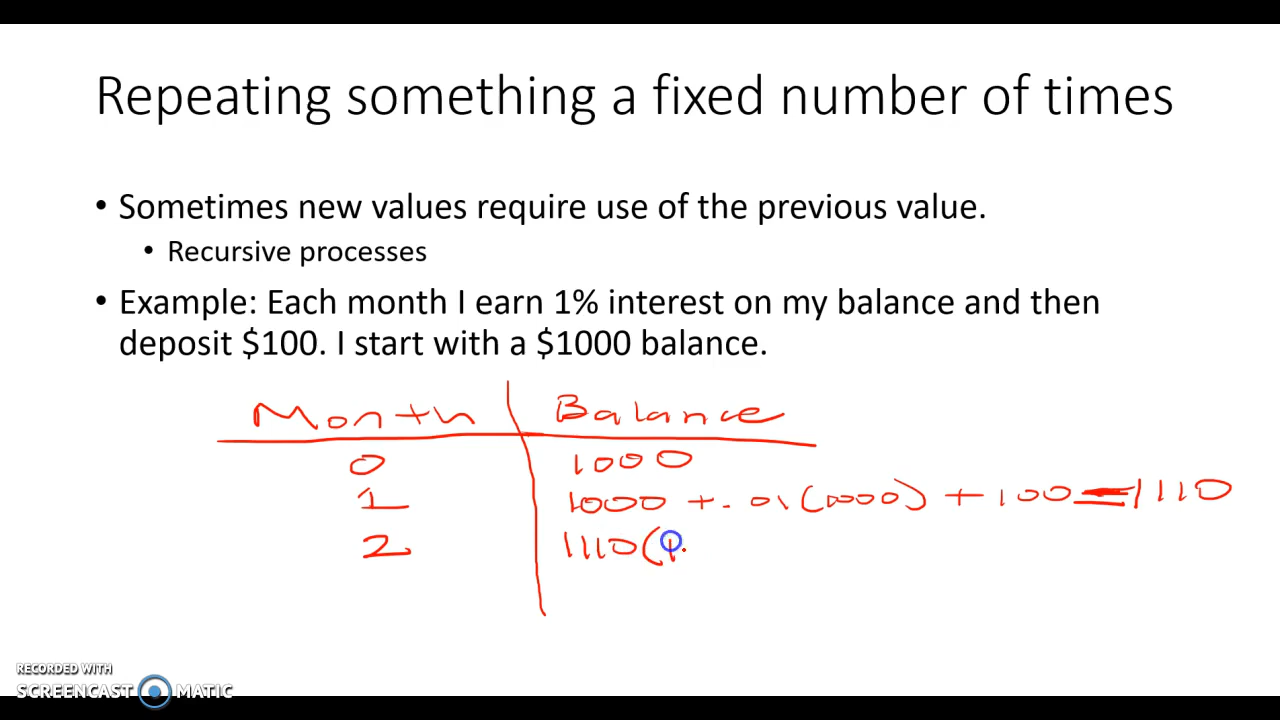 Repeating something a fixed number of times
• Sometimes new values require use of the previous value.
• Recursive processes
• Example: Each month I earn 1% interest on my balance and then
deposit $100. I start with a $1000 balance.
Month Balance
0 1000
1 1000 + .01(1000) + 100 = 1110
2 1110(1.
RECORDED WITH
SCREENCAST MATIC